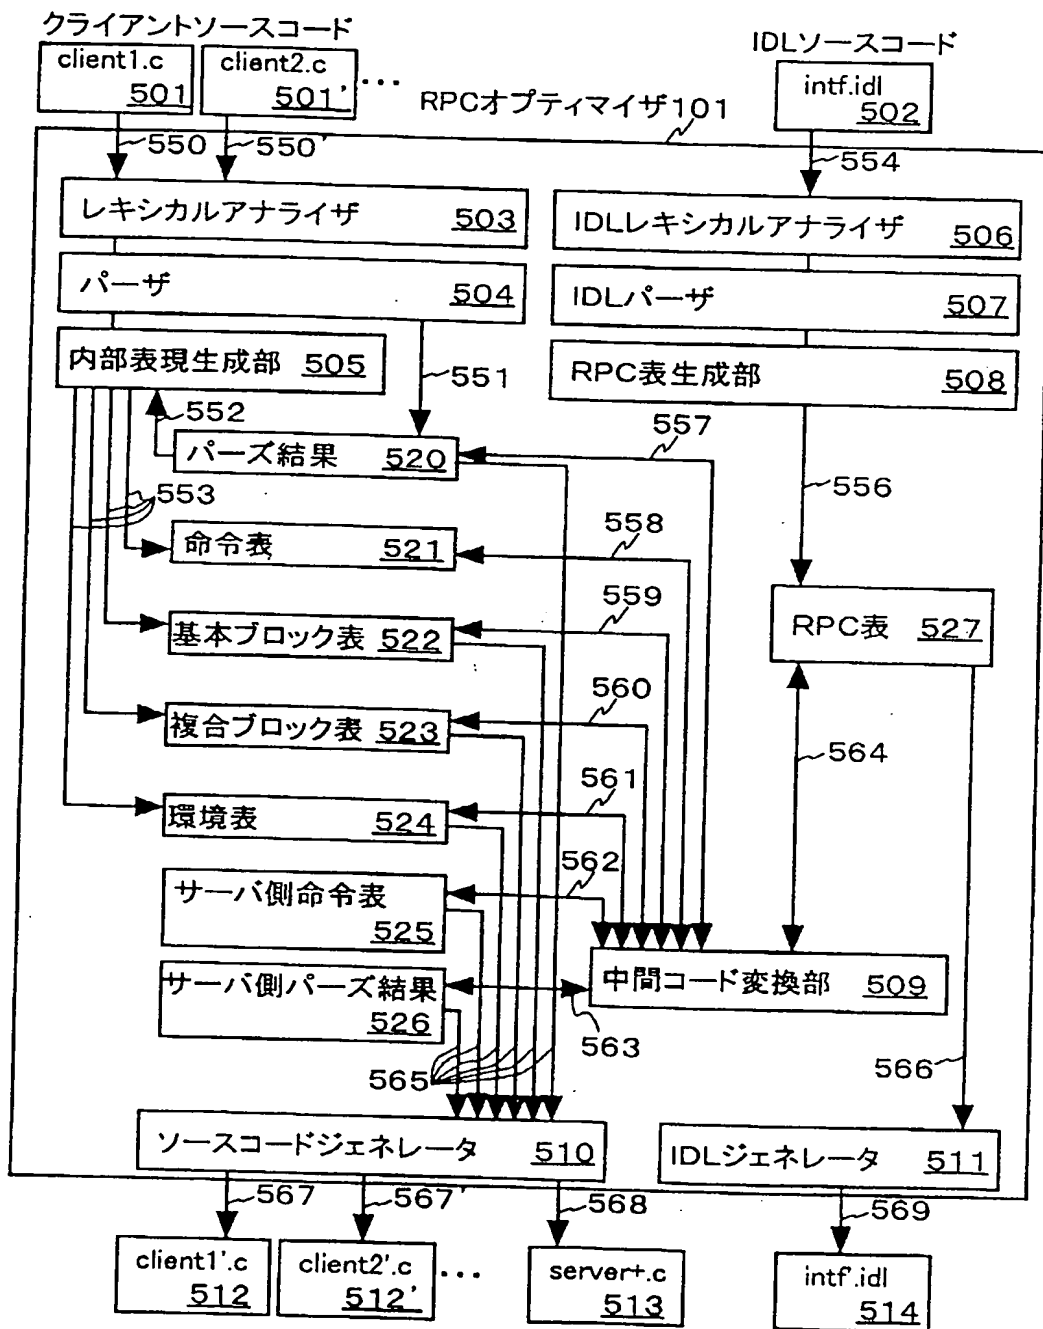 クライアントソースコード
client1.c
501
client2.c
501'
...
IDLソースコード
intf.idl
502
RPCオプティマイザ101
550
550'
554
レキシカルアナライザ 503
IDLレキシカルアナライザ 506
パーザ 504
IDLパーザ 507
内部表現生成部 505
551
RPC表生成部 508
552
557
パーズ結果 520
553
556
558
命令表 521
559
基本ブロック表 522
RPC表 527
560
複合ブロック表 523
564
561
環境表 524
562
サーバ側命令表
525
中間コード変換部 509
サーバ側パーズ結果
526
563
565
566
ソースコードジェネレータ 510
IDLジェネレータ 511
567
567'
568
569
client1'.c
512
client2'.c
512'
...
server+.c
513
intf'.idl
514